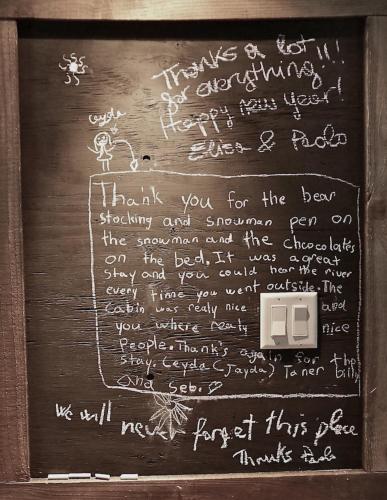 Thanks a lot!!!
for everything!
Happy new year!
Elisa & Paolo
Leyda
Thank you for the bear
stocking and snowman pen on
the snowman and the chcocolates
on the bed. It was a great
stay and you could hear the river
every time you went outside. The
cabin was realy nice and
you where realy nice
People. Thank's again for the
stay. Leyda (Jayda) Taner billy
and seb. ♡
We will never forget this place
Thanks Paolo